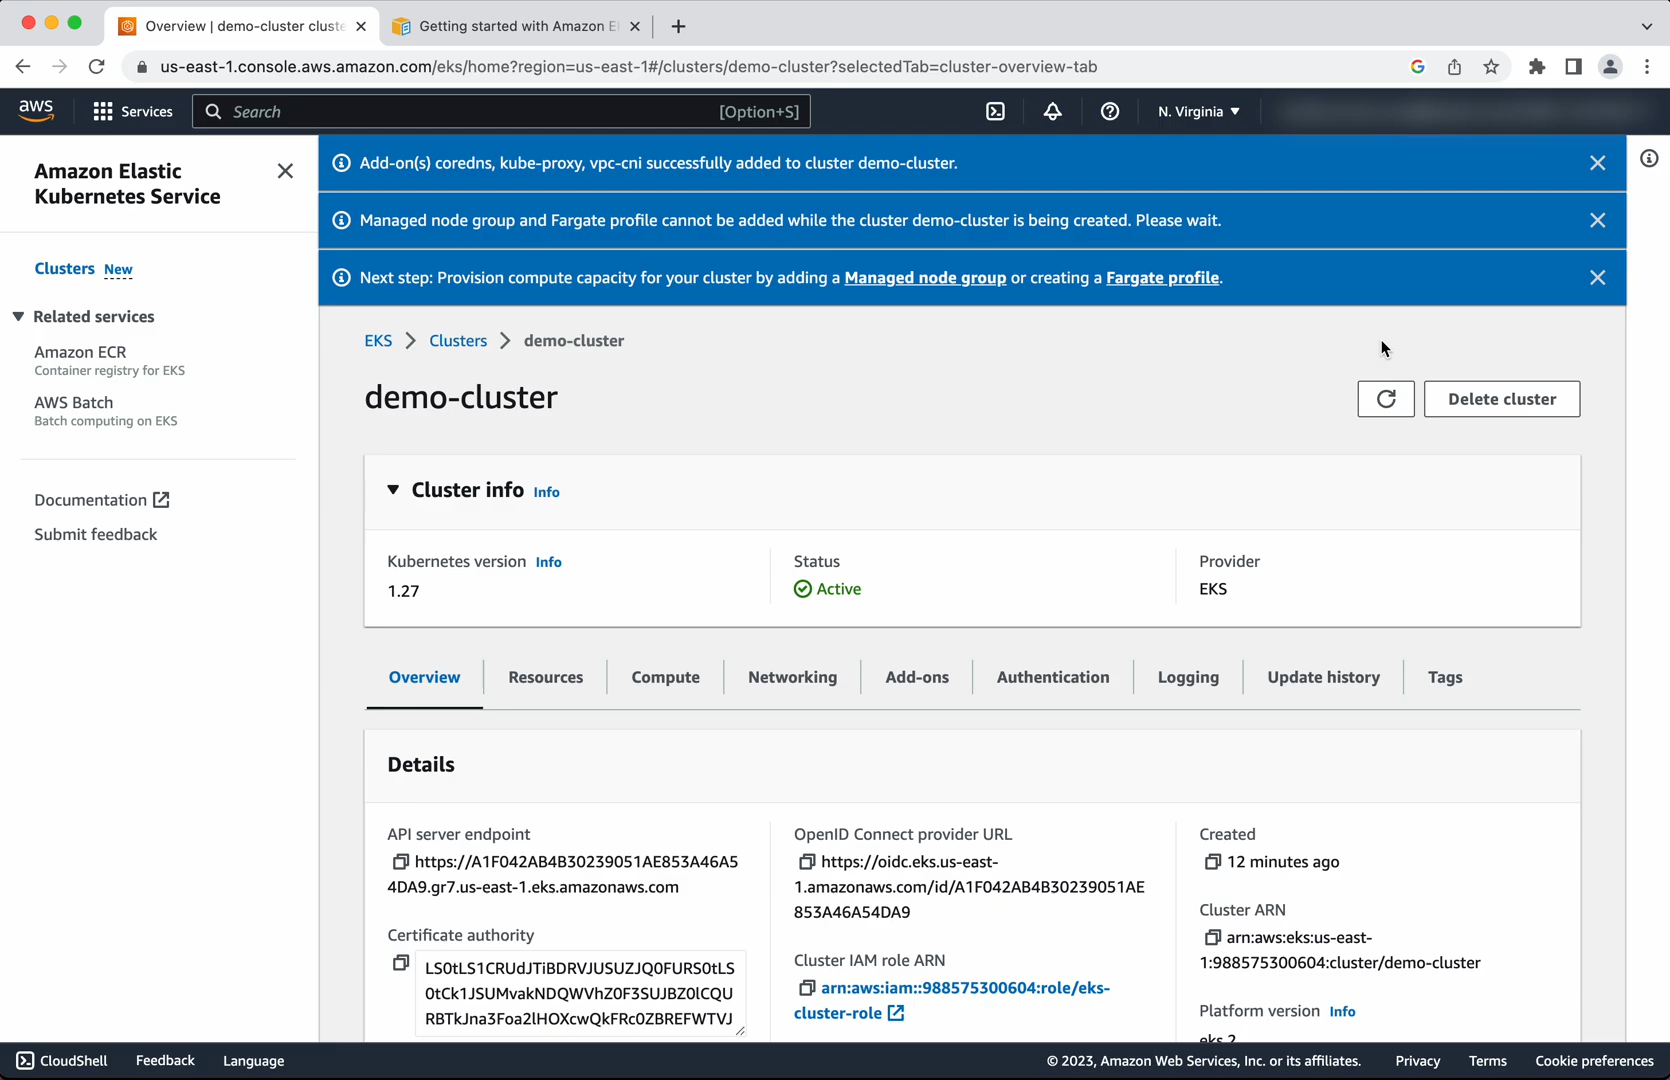 Overview | demo-cluster cluste
Getting started with Amazon E
us-east-1.console.aws.amazon.com/eks/home?region=us-east-1#/clusters/demo-cluster?selectedTab=cluster-overview-tab
aws
Services
Search
[Option+S]
N. Virginia
Amazon Elastic
Kubernetes Service
Clusters New
Related services
Amazon ECR
Container registry for EKS
AWS Batch
Batch computing on EKS
Documentation
Submit feedback
Add-on(s) coredns, kube-proxy, vpc-cni successfully added to cluster demo-cluster.
Managed node group and Fargate profile cannot be added while the cluster demo-cluster is being created. Please wait.
Next step: Provision compute capacity for your cluster by adding a Managed node group or creating a Fargate profile.
EKS > Clusters > demo-cluster
demo-cluster
Delete cluster
Cluster info Info
Kubernetes version Info
1.27
Status
Active
Provider
EKS
Overview
Resources
Compute
Networking
Add-ons
Authentication
Logging
Update history
Tags
Details
API server endpoint
https://A1F042AB4B30239051AE853A46A5
4DA9.gr7.us-east-1.eks.amazonaws.com
Certificate authority
LS0tLS1CRUdJTiBDRVJUSUZJQ0FURS0tLS
0tCk1JSUMvakNDQWVhZ0F3SUJBZ0lCQU
RBTkJna3Foa2lHOXcwQkFRc0ZBREFWTVJ
OpenID Connect provider URL
https://oidc.eks.us-east-
1.amazonaws.com/id/A1F042AB4B30239051AE
853A46A54DA9
Cluster IAM role ARN
arn:aws:iam::988575300604:role/eks-
cluster-role
Created
12 minutes ago
Cluster ARN
arn:aws:eks:us-east-
1:988575300604:cluster/demo-cluster
Platform version Info
eks.2
CloudShell
Feedback
Language
© 2023, Amazon Web Services, Inc. or its affiliates.
Privacy
Terms
Cookie preferences